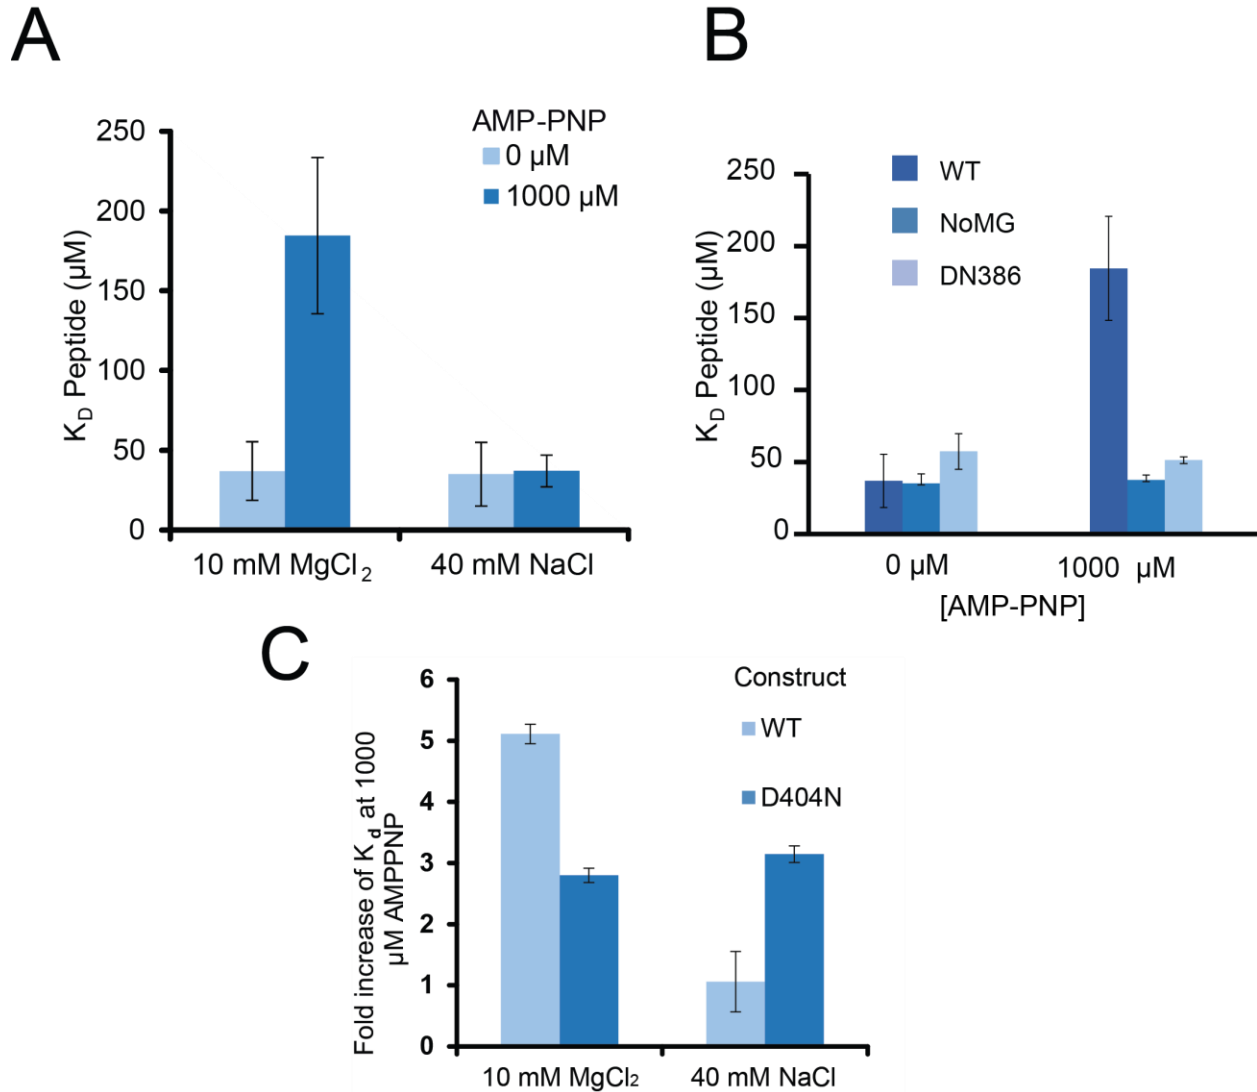 A
AMP-PNP
0 µM
1000 µM
K_D Peptide (µM)
250
200
150
100
50
0
10 mM MgCl₂
40 mM NaCl
B
WT
NoMG
DN386
K_D Peptide (µM)
250
200
150
100
50
0
0 µM
1000 µM
[AMP-PNP]
C
Construct
WT
D404N
Fold increase of K_d at 1000
µM AMPPNP
6
5
4
3
2
1
0
10 mM MgCl₂
40 mM NaCl